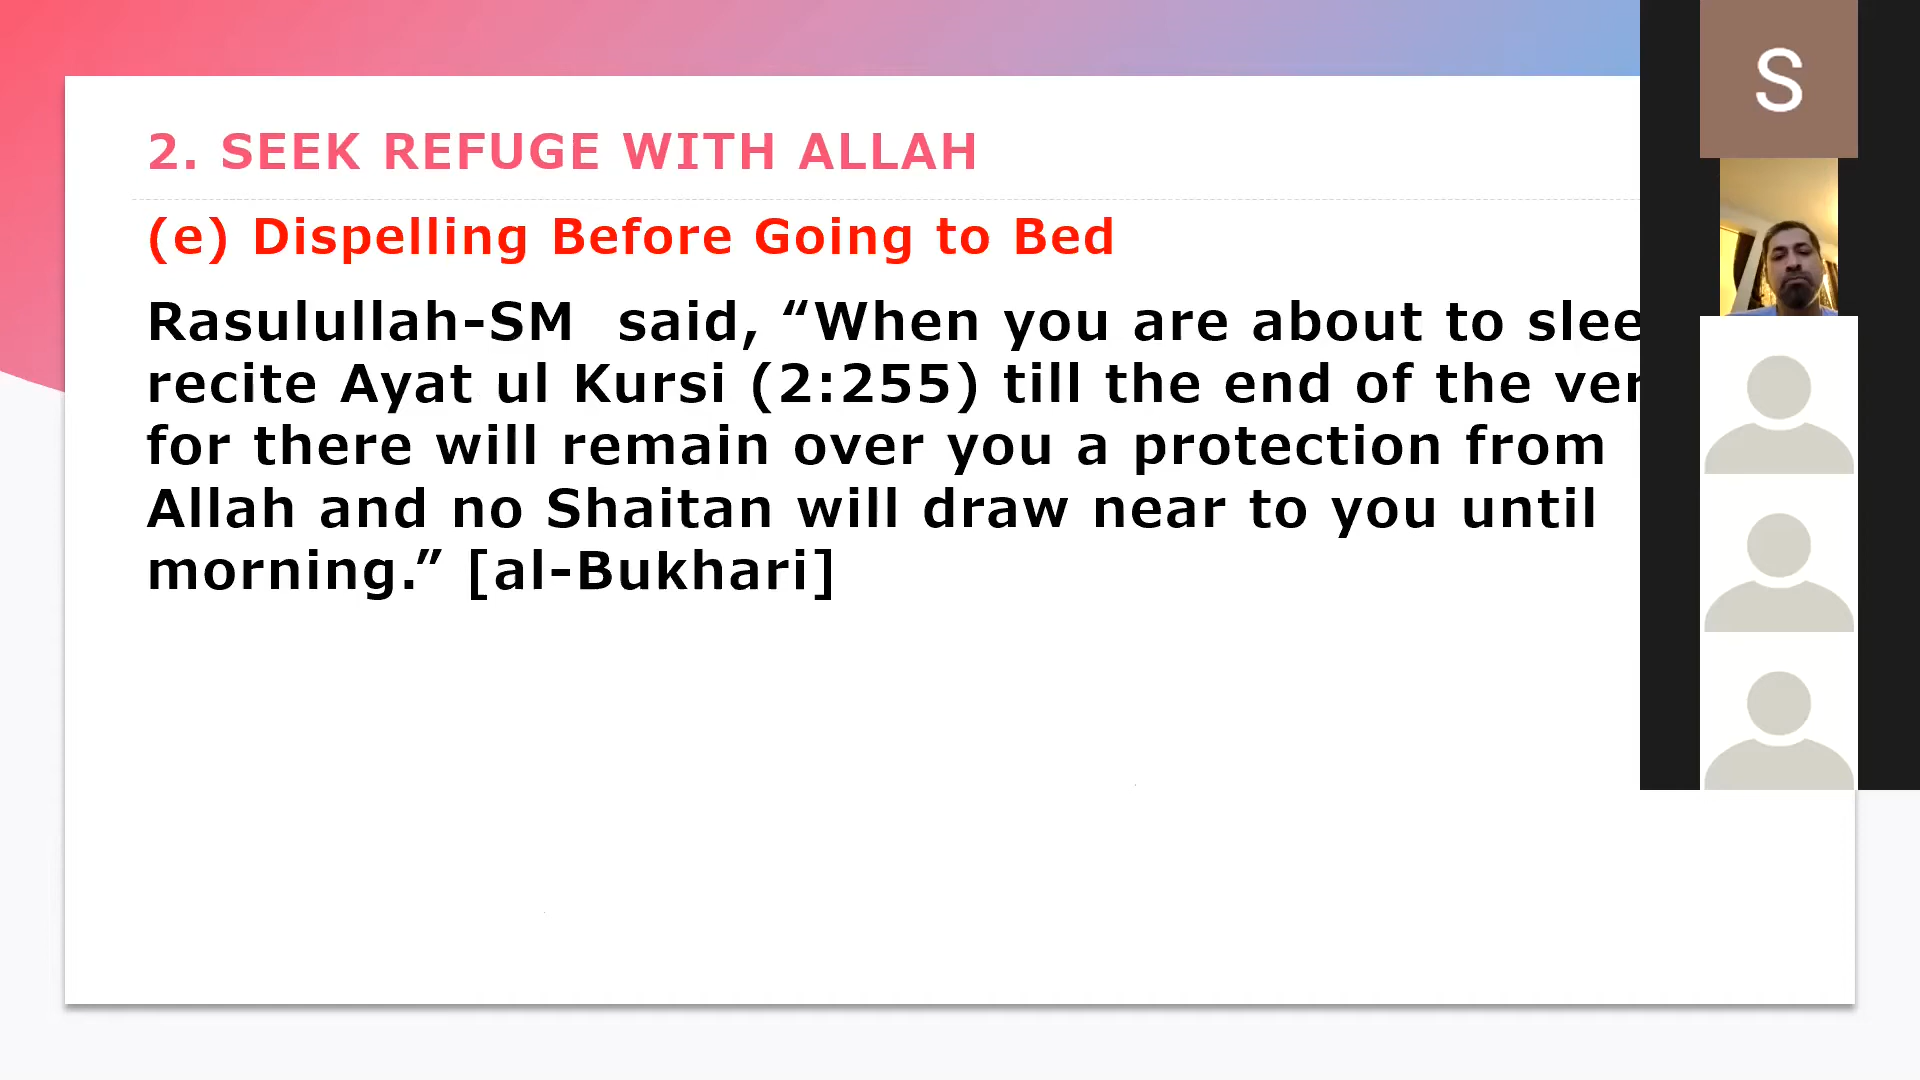 2. SEEK REFUGE WITH ALLAH
(e) Dispelling Before Going to Bed
Rasulullah-SM said, “When you are about to
recite Ayat ul Kursi (2:255) till the end of the
for there will remain over you a protection from
Allah and no Shaitan will draw near to you until
morning.” [al-Bukhari]
S